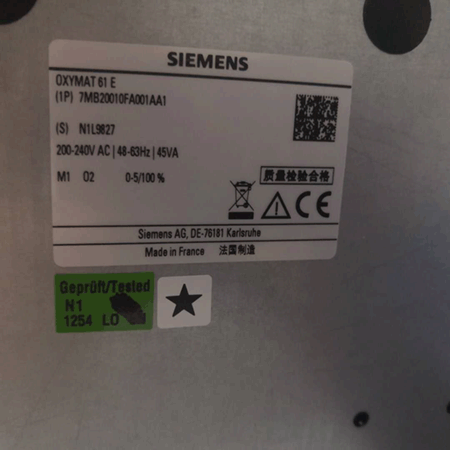 SIEMENS
OXYMAT 61 E
(1P) 7MB20010FA001AA1
(S) N1L9827
200-240V AC | 48-63Hz | 45VA
M1 O2 0-5/100 %
质量检验合格
CE
Siemens AG, DE-76181 Karlsruhe
Made in France 法国制造
Geprüft/Tested
N1
1254 LO